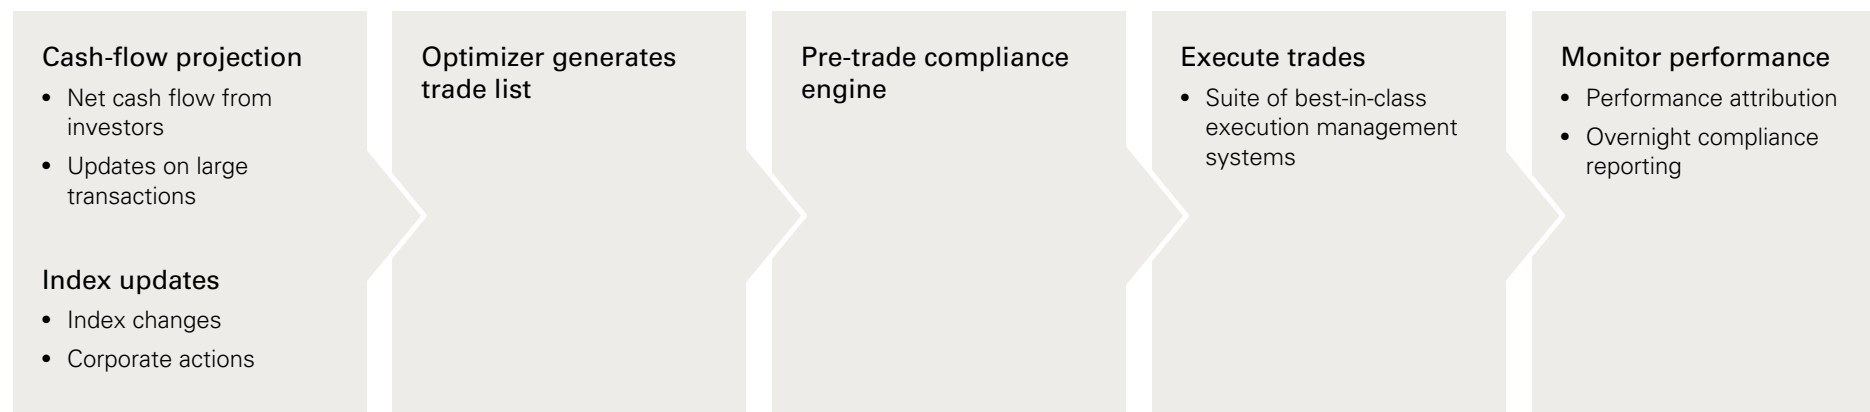 Cash-flow projection
• Net cash flow from
investors
• Updates on large
transactions
Index updates
• Index changes
• Corporate actions
Optimizer generates
trade list
Pre-trade compliance
engine
Execute trades
• Suite of best-in-class
execution management
systems
Monitor performance
• Performance attribution
• Overnight compliance
reporting